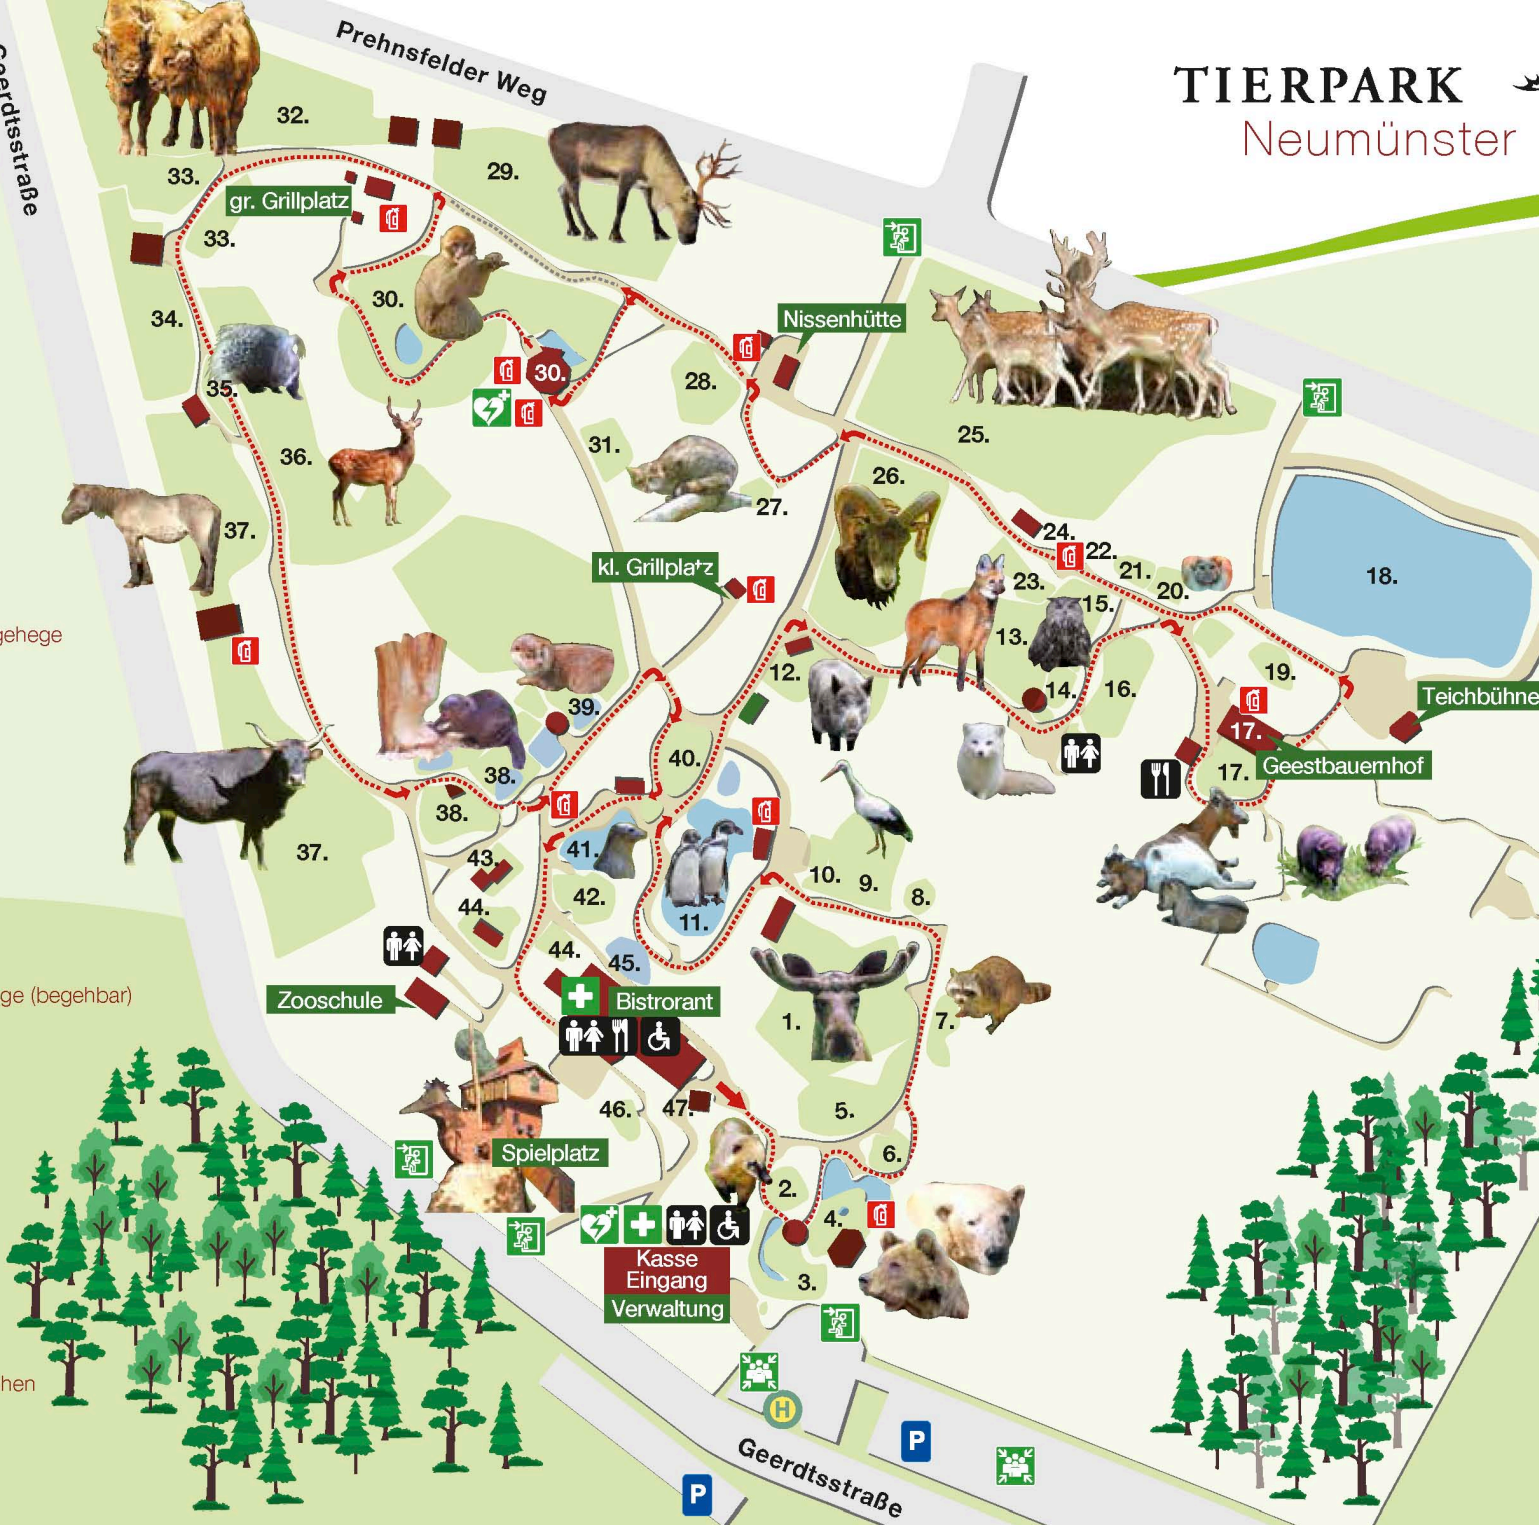 Prehnsfelder Weg
TIERPARK
Neumünster
32.
29.
33.
gr. Grillplatz
33.
30.
34.
Nissenhütte
30.
28.
35.
25.
31.
36.
26.
27.
37.
24.
22.
21.
20.
23.
18.
kl. Grillplatz
15.
13.
gehege
12.
14.
16.
19.
Teichbühne
39.
17.
40.
Geestbauernhof
38.
17.
38.
37.
43.
41.
10.
9.
8.
42.
44.
11.
44.
45.
ge (begehbar)
Zooschule
Bistrorant
1.
7.
46.
47.
5.
Spielplatz
6.
2.
4.
Kasse
Eingang
Verwaltung
3.
hen
H
P
P
Geerdtsstraße